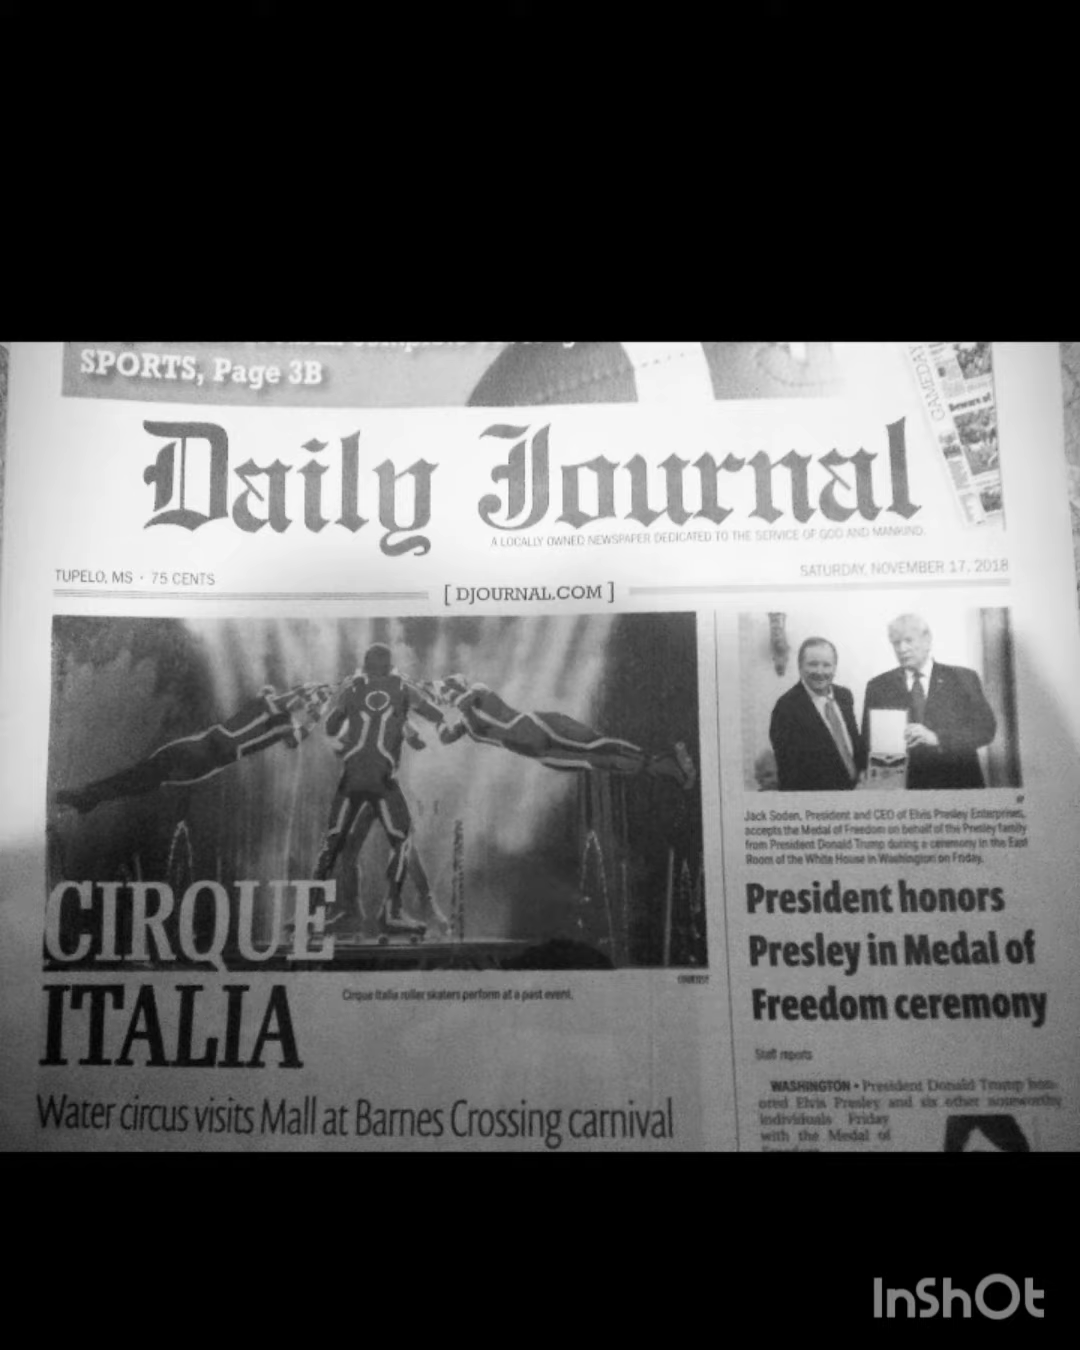 SPORTS, Page 3B
GAMEDAY
Daily Journal
A LOCALLY OWNED NEWSPAPER DEDICATED TO THE SERVICE OF GOD AND MANKIND.
TUPELO, MS · 75 CENTS
SATURDAY, NOVEMBER 17, 2018
[ DJOURNAL.COM ]
CIRQUE
ITALIA
COURTESY
Cirque Italia roller skaters perform at a past event.
Water circus visits Mall at Barnes Crossing carnival
AP
Jack Soden, President and CEO of Elvis Presley Enterprises,
accepts the Medal of Freedom on behalf of the Presley family
from President Donald Trump during a ceremony in the East
Room of the White House in Washington on Friday.
President honors
Presley in Medal of
Freedom ceremony
Staff reports
WASHINGTON • President Donald Trump hon-
ored Elvis Presley and six other noteworthy
individuals Friday
with the Medal of
InShOt